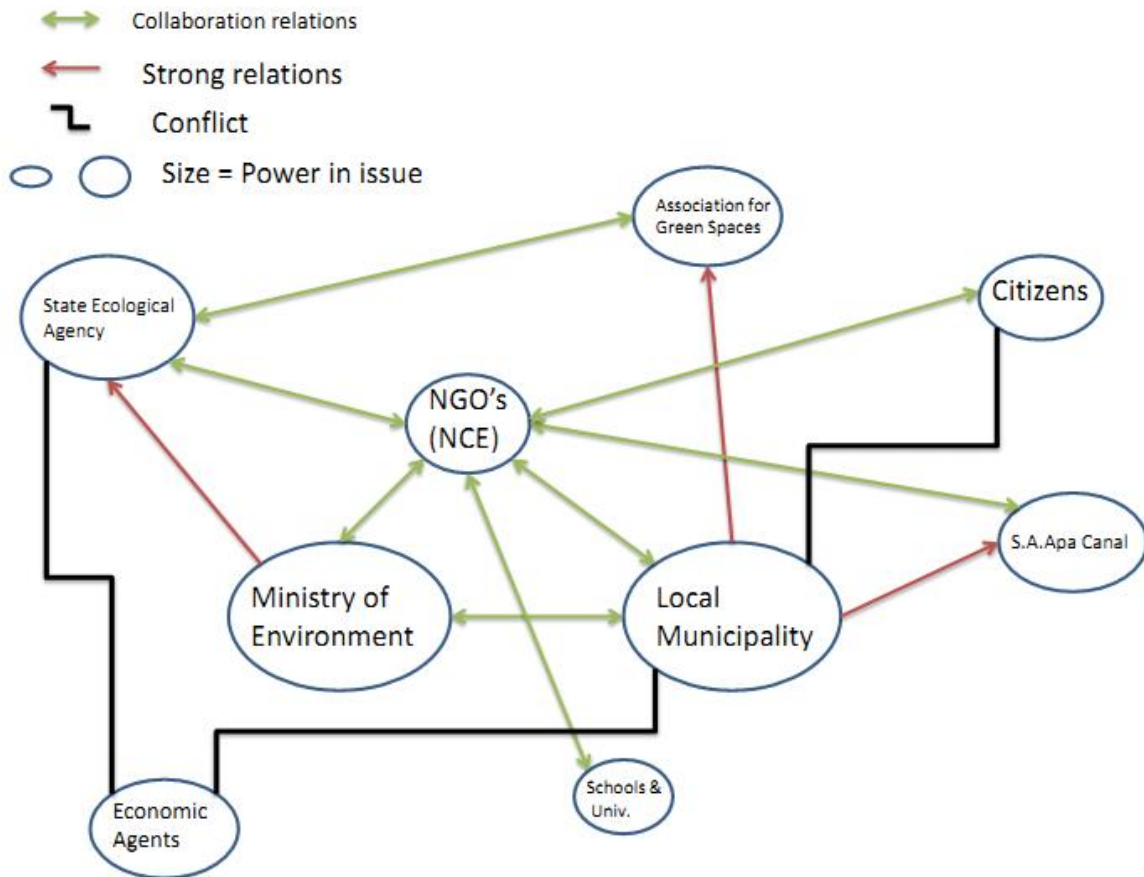 Collaboration relations
Strong relations
Conflict
Size = Power in issue
Association for
Green Spaces
State Ecological
Agency
Citizens
NGO's
(NCE)
S.A.Apa Canal
Ministry of
Environment
Local
Municipality
Schools &
Univ.
Economic
Agents